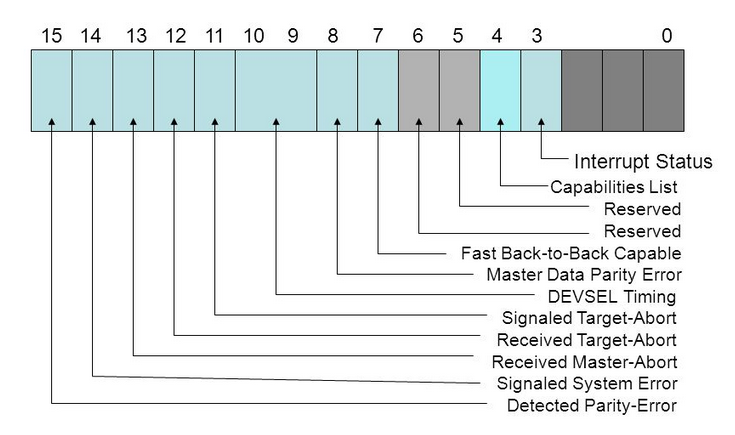 15 14 13 12 11 10 9 8 7 6 5 4 3 0
Interrupt Status
Capabilities List
Reserved
Reserved
Fast Back-to-Back Capable
Master Data Parity Error
DEVSEL Timing
Signaled Target-Abort
Received Target-Abort
Received Master-Abort
Signaled System Error
Detected Parity-Error